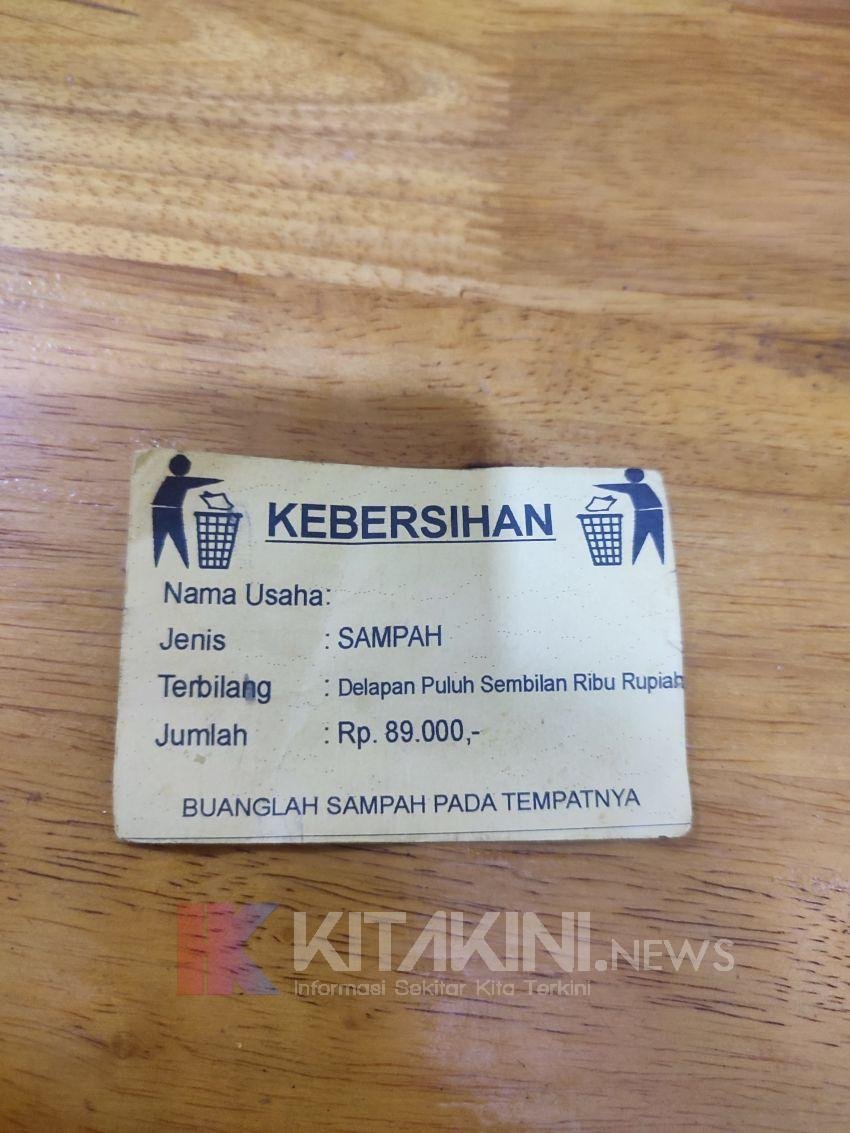 KEBERSIHAN
Nama Usaha:
Jenis : SAMPAH
Terbilang : Delapan Puluh Sembilan Ribu Rupiah
Jumlah : Rp. 89.000,-
BUANGLAH SAMPAH PADA TEMPATNYA
KITAKINI.NEWS
Informasi Sekitar Kita Terkini